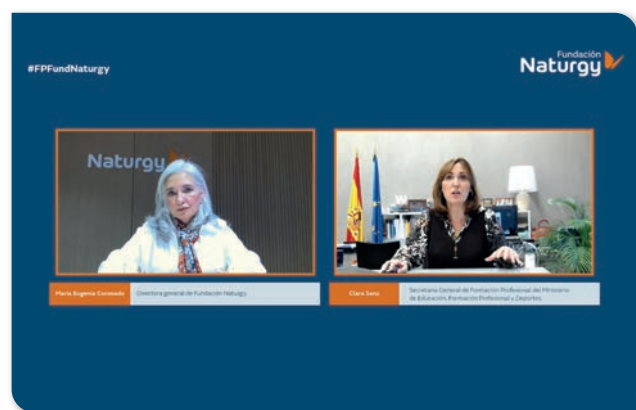 #FPFundNaturgy
Fundación
Naturgy
Naturgy
María Eugenia Coronado
Directora general de Fundación Naturgy
Clara Sanz
Secretaria General de Formación Profesional del Ministerio
de Educación, Formación Profesional y Deportes.